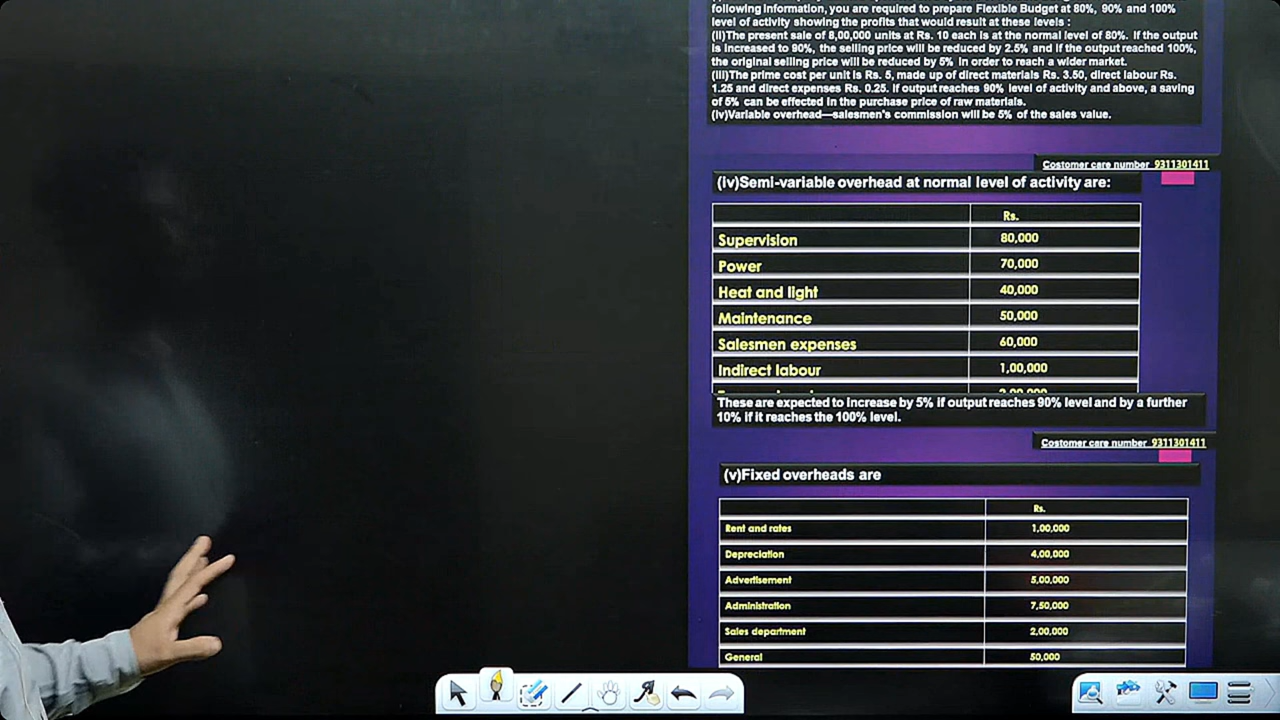 following information, you are required to prepare Flexible Budget at 80%, 90% and 100%
level of activity showing the profits that would result at these levels :
(ii)The present sale of 8,00,000 units at Rs. 10 each is at the normal level of 80%. If the output
is increased to 90%, the selling price will be reduced by 2.5% and if the output reached 100%,
the original selling price will be reduced by 5% in order to reach a wider market.
(iii)The prime cost per unit is Rs. 5, made up of direct materials Rs. 3.50, direct labour Rs.
1.25 and direct expenses Rs. 0.25. If output reaches 90% level of activity and above, a saving
of 5% can be effected in the purchase price of raw materials.
(iv)Variable overhead—salesmen's commission will be 5% of the sales value.
Costomer care number 9311301411
(iv)Semi-variable overhead at normal level of activity are:
Rs.
Supervision 80,000
Power 70,000
Heat and light 40,000
Maintenance 50,000
Salesmen expenses 60,000
Indirect labour 1,00,000
These are expected to increase by 5% if output reaches 90% level and by a further
10% if it reaches the 100% level.
Costomer care number 9311301411
(v)Fixed overheads are
Rs.
Rent and rates 1,00,000
Depreciation 4,00,000
Advertisement 5,00,000
Administration 7,50,000
Sales department 2,00,000
General 50,000